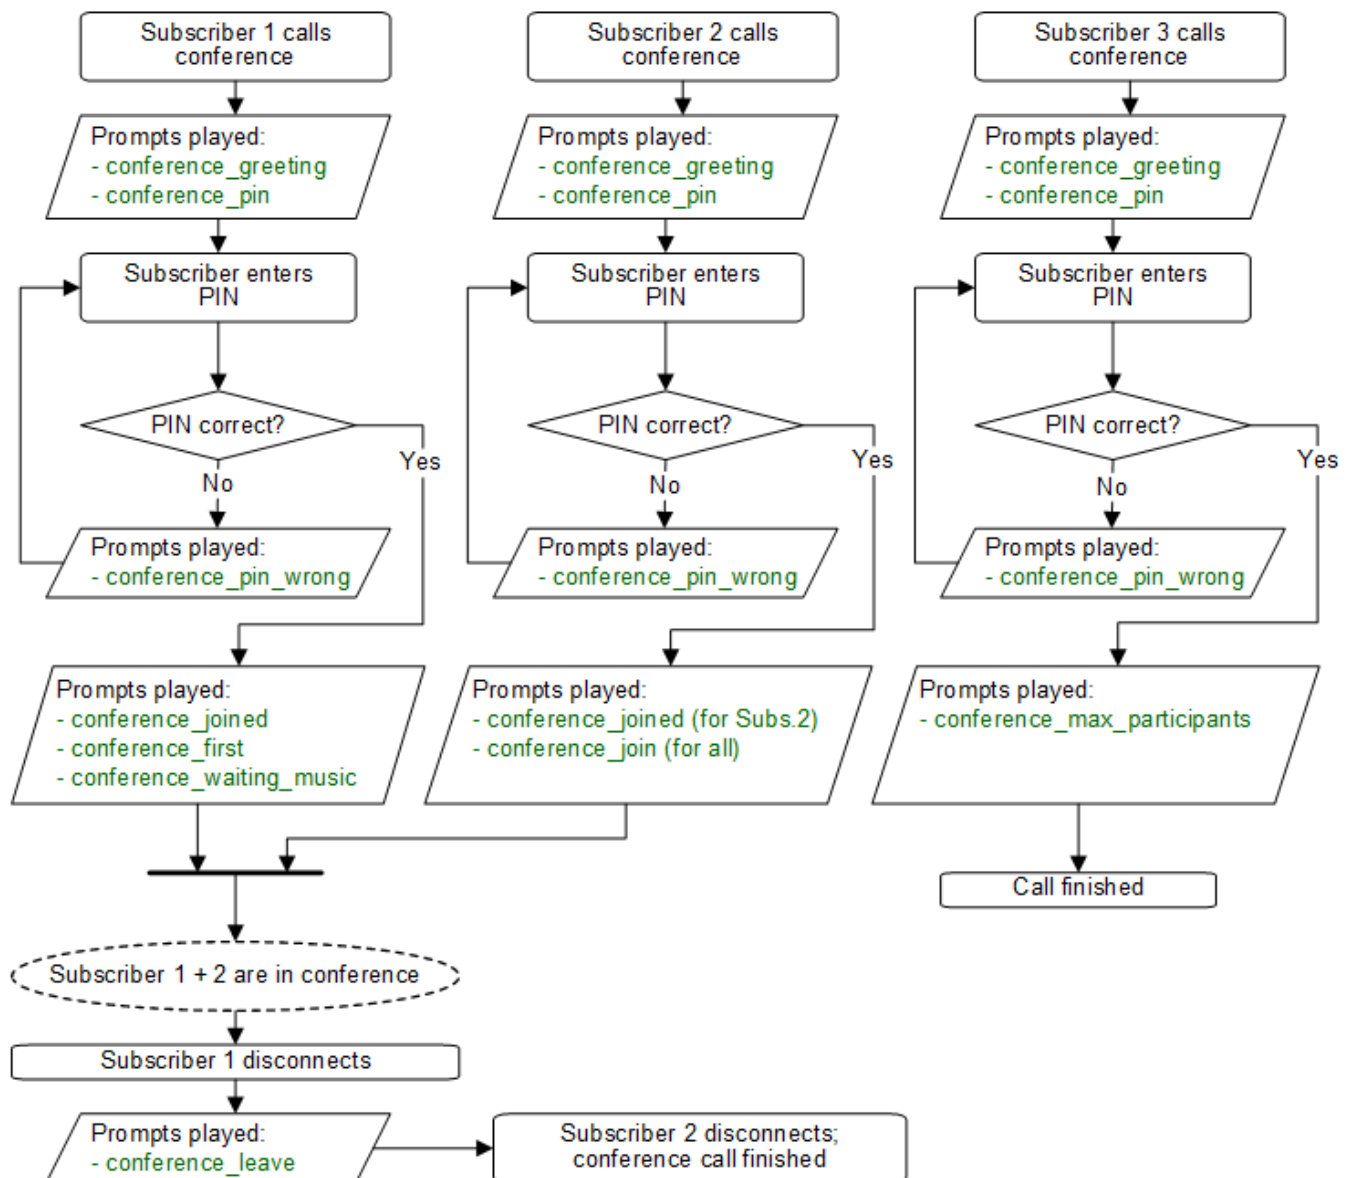 Subscriber 1 calls
conference
Prompts played:
- conference_greeting
- conference_pin
Subscriber enters
PIN
PIN correct?
Yes
No
Prompts played:
- conference_pin_wrong
Prompts played:
- conference_joined
- conference_first
- conference_waiting_music
Subscriber 2 calls
conference
Prompts played:
- conference_greeting
- conference_pin
Subscriber enters
PIN
PIN correct?
Yes
No
Prompts played:
- conference_pin_wrong
Prompts played:
- conference_joined (for Subs.2)
- conference_join (for all)
Subscriber 3 calls
conference
Prompts played:
- conference_greeting
- conference_pin
Subscriber enters
PIN
PIN correct?
Yes
No
Prompts played:
- conference_pin_wrong
Prompts played:
- conference_max_participants
Call finished
Subscriber 1 + 2 are in conference
Subscriber 1 disconnects
Prompts played:
- conference_leave
Subscriber 2 disconnects;
conference call finished